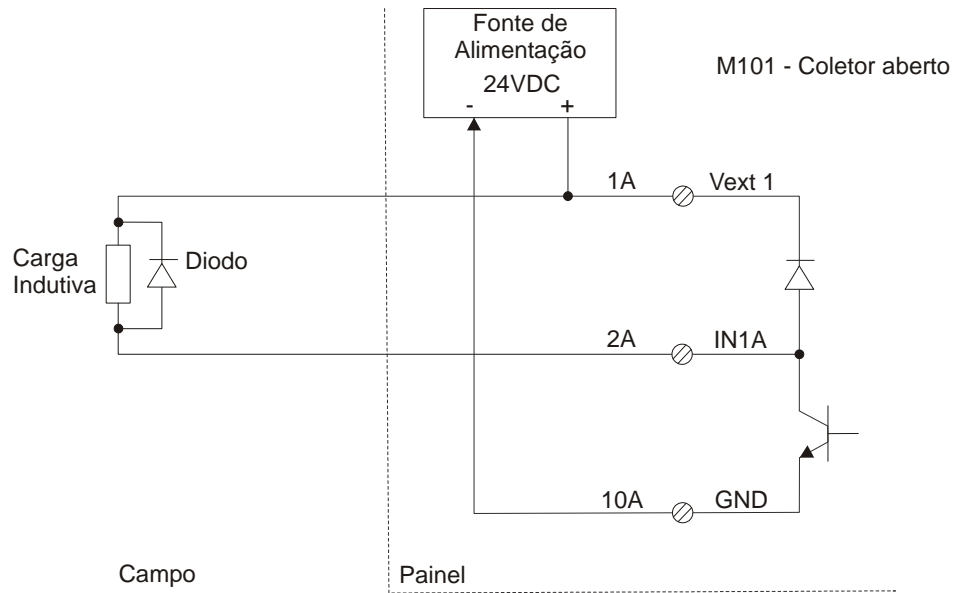 Fonte de
Alimentação
24VDC
- +
M101 - Coletor aberto
1A Vext 1
Carga
Indutiva
Diodo
2A IN1A
10A GND
Campo Painel